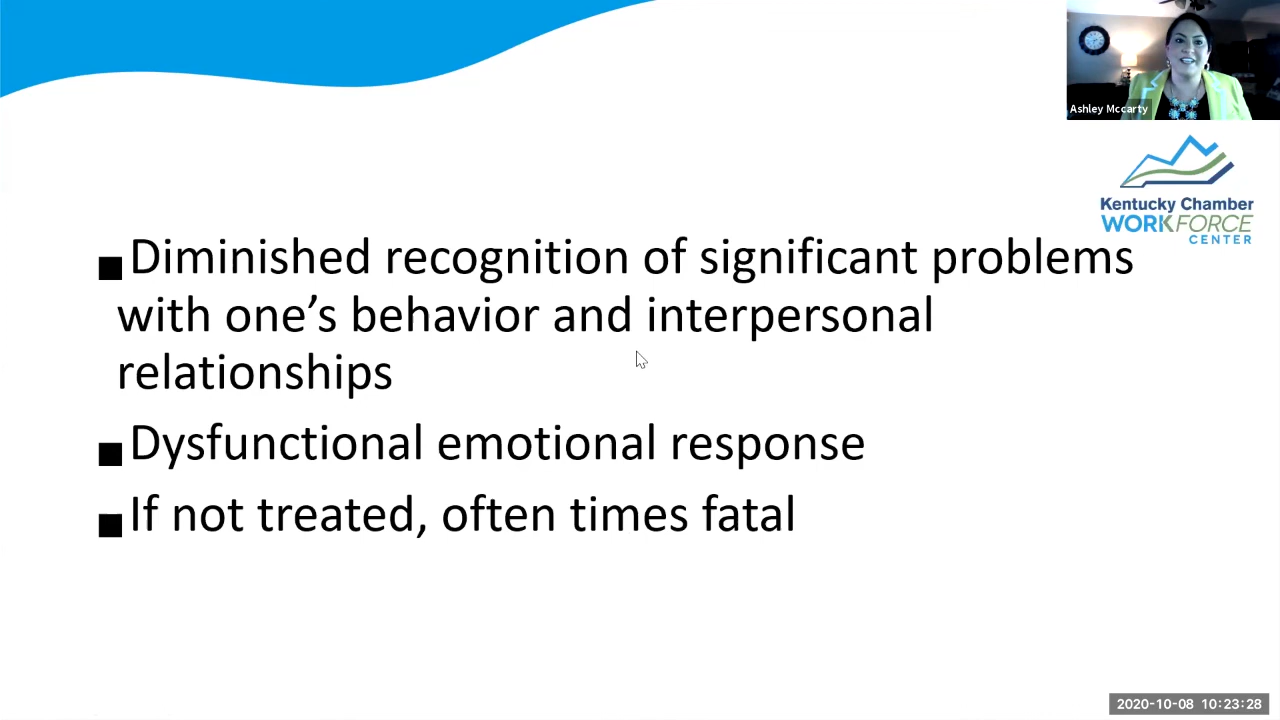 Ashley Mccarty
Kentucky Chamber
WORKFORCE
CENTER
Diminished recognition of significant problems
with one’s behavior and interpersonal
relationships
Dysfunctional emotional response
If not treated, often times fatal
2020-10-08 10:23:28